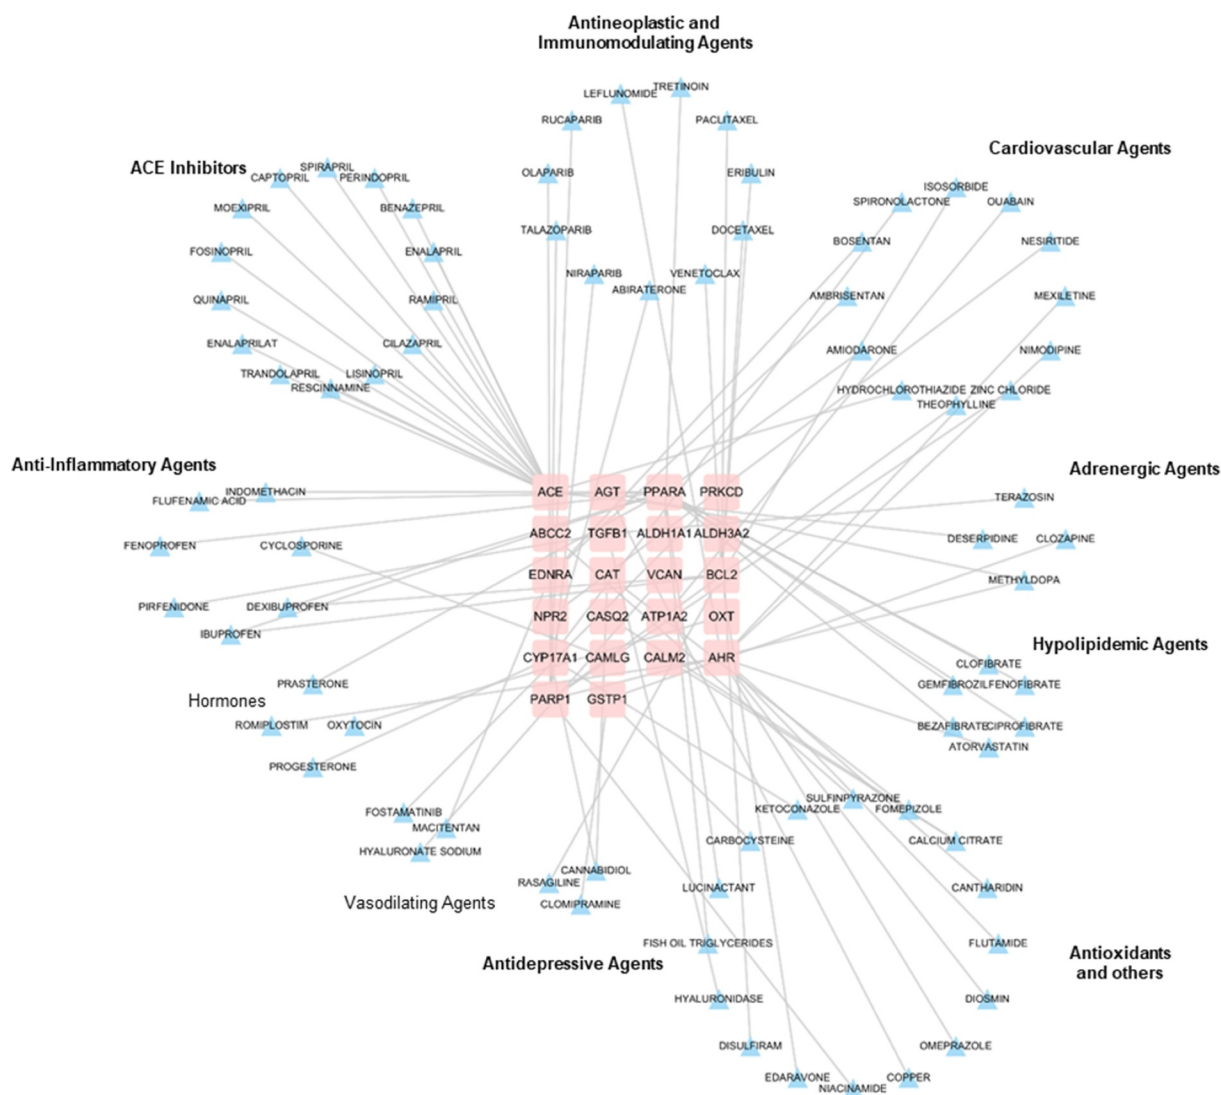 Antineoplastic and
Immunomodulating Agents
LEFLUNOMIDE
TRETINOIN
RUCAPARIB
PACLITAXEL
OLAPARIB
ERIBULIN
TALAZOPARIB
DOCETAXEL
NIRAPARIB
VENETOCLAX
ABIRATERONE
ACE Inhibitors
CAPTOPRIL
SPIRAPRIL
PERINDOPRIL
MOEXIPRIL
BENAZEPRIL
FOSINOPRIL
ENALAPRIL
QUINAPRIL
RAMIPRIL
ENALAPRILAT
CILAZAPRIL
TRANDOLAPRIL
LISINOPRIL
RESCINNAMINE
Cardiovascular Agents
ISOSORBIDE
SPIRONOLACTONE
OUABAIN
BOSENTAN
NESIRITIDE
AMBRISENTAN
MEXILETINE
AMIODARONE
NIMODIPINE
HYDROCHLOROTHIAZIDE
ZINC CHLORIDE
THEOPHYLLINE
Anti-Inflammatory Agents
INDOMETHACIN
FLUFENAMIC ACID
FENOPROFEN
CYCLOSPORINE
PIRFENIDONE
DEXIBUPROFEN
IBUPROFEN
ACE
AGT
PPARA
PRKCD
ABCC2
TGFB1
ALDH1A1
ALDH3A2
EDNRA
CAT
VCAN
BCL2
NPR2
CASQ2
ATP1A2
OXT
CYP17A1
CAMLG
CALM2
AHR
PARP1
GSTP1
Adrenergic Agents
TERAZOSIN
DESERPIDINE
CLOZAPINE
METHYLDOPA
Hypolipidemic Agents
CLOFIBRATE
GEMFIBROZIL
FENOFIBRATE
BEZAFIBRATE
CIPROFIBRATE
ATORVASTATIN
PRASTERONE
Hormones
ROMIPLOSTIM
OXYTOCIN
PROGESTERONE
FOSTAMATINIB
MACITENTAN
HYALURONATE SODIUM
Vasodilating Agents
CANNABIDIOL
RASAGILINE
CLOMIPRAMINE
Antidepressive Agents
SULFINPYRAZONE
KETOCONAZOLE
FOMEPIZOLE
CARBOCYSTEINE
CALCIUM CITRATE
LUCINACTANT
CANTHARIDIN
FISH OIL TRIGLYCERIDES
FLUTAMIDE
Antioxidants
and others
HYALURONIDASE
DIOSMIN
DISULFIRAM
OMEPRAZOLE
EDARAVONE
COPPER
NIACINAMIDE